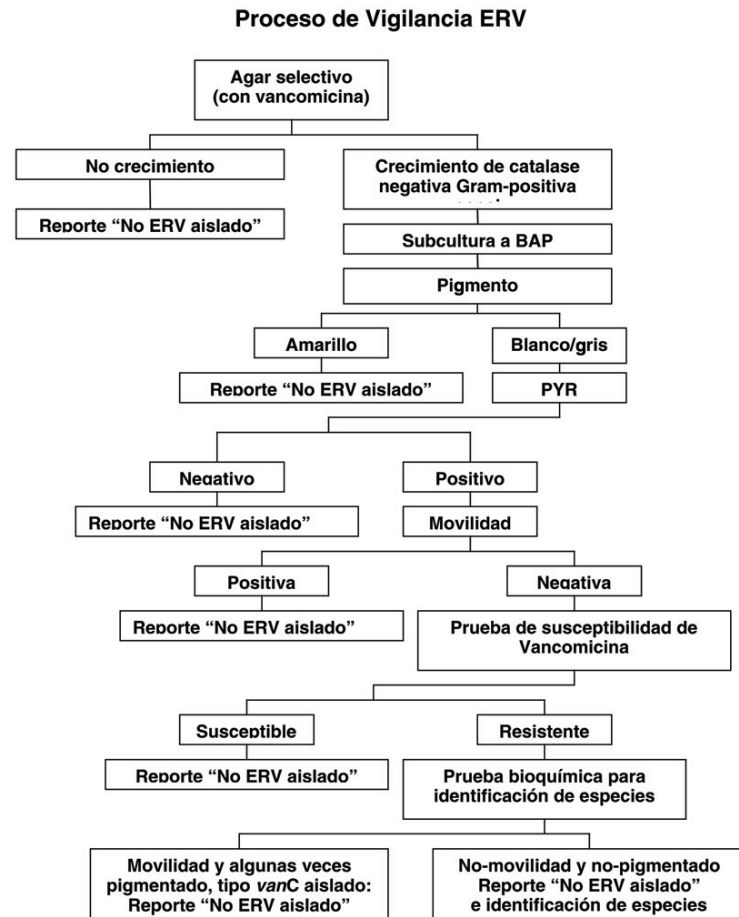 Proceso de Vigilancia ERV
Agar selectivo
(con vancomicina)
No crecimiento
Crecimiento de catalase
negativa Gram-positiva
Reporte “No ERV aislado”
Subcultura a BAP
Pigmento
Amarillo
Blanco/gris
Reporte “No ERV aislado”
PYR
Negativo
Positivo
Reporte “No ERV aislado”
Movilidad
Positiva
Negativa
Reporte “No ERV aislado”
Prueba de susceptibilidad de
Vancomicina
Susceptible
Resistente
Reporte “No ERV aislado”
Prueba bioquímica para
identificación de especies
Movilidad y algunas veces
pigmentado, tipo vanC aislado:
Reporte “No ERV aislado”
No-movilidad y no-pigmentado
Reporte “No ERV aislado”
e identificación de especies